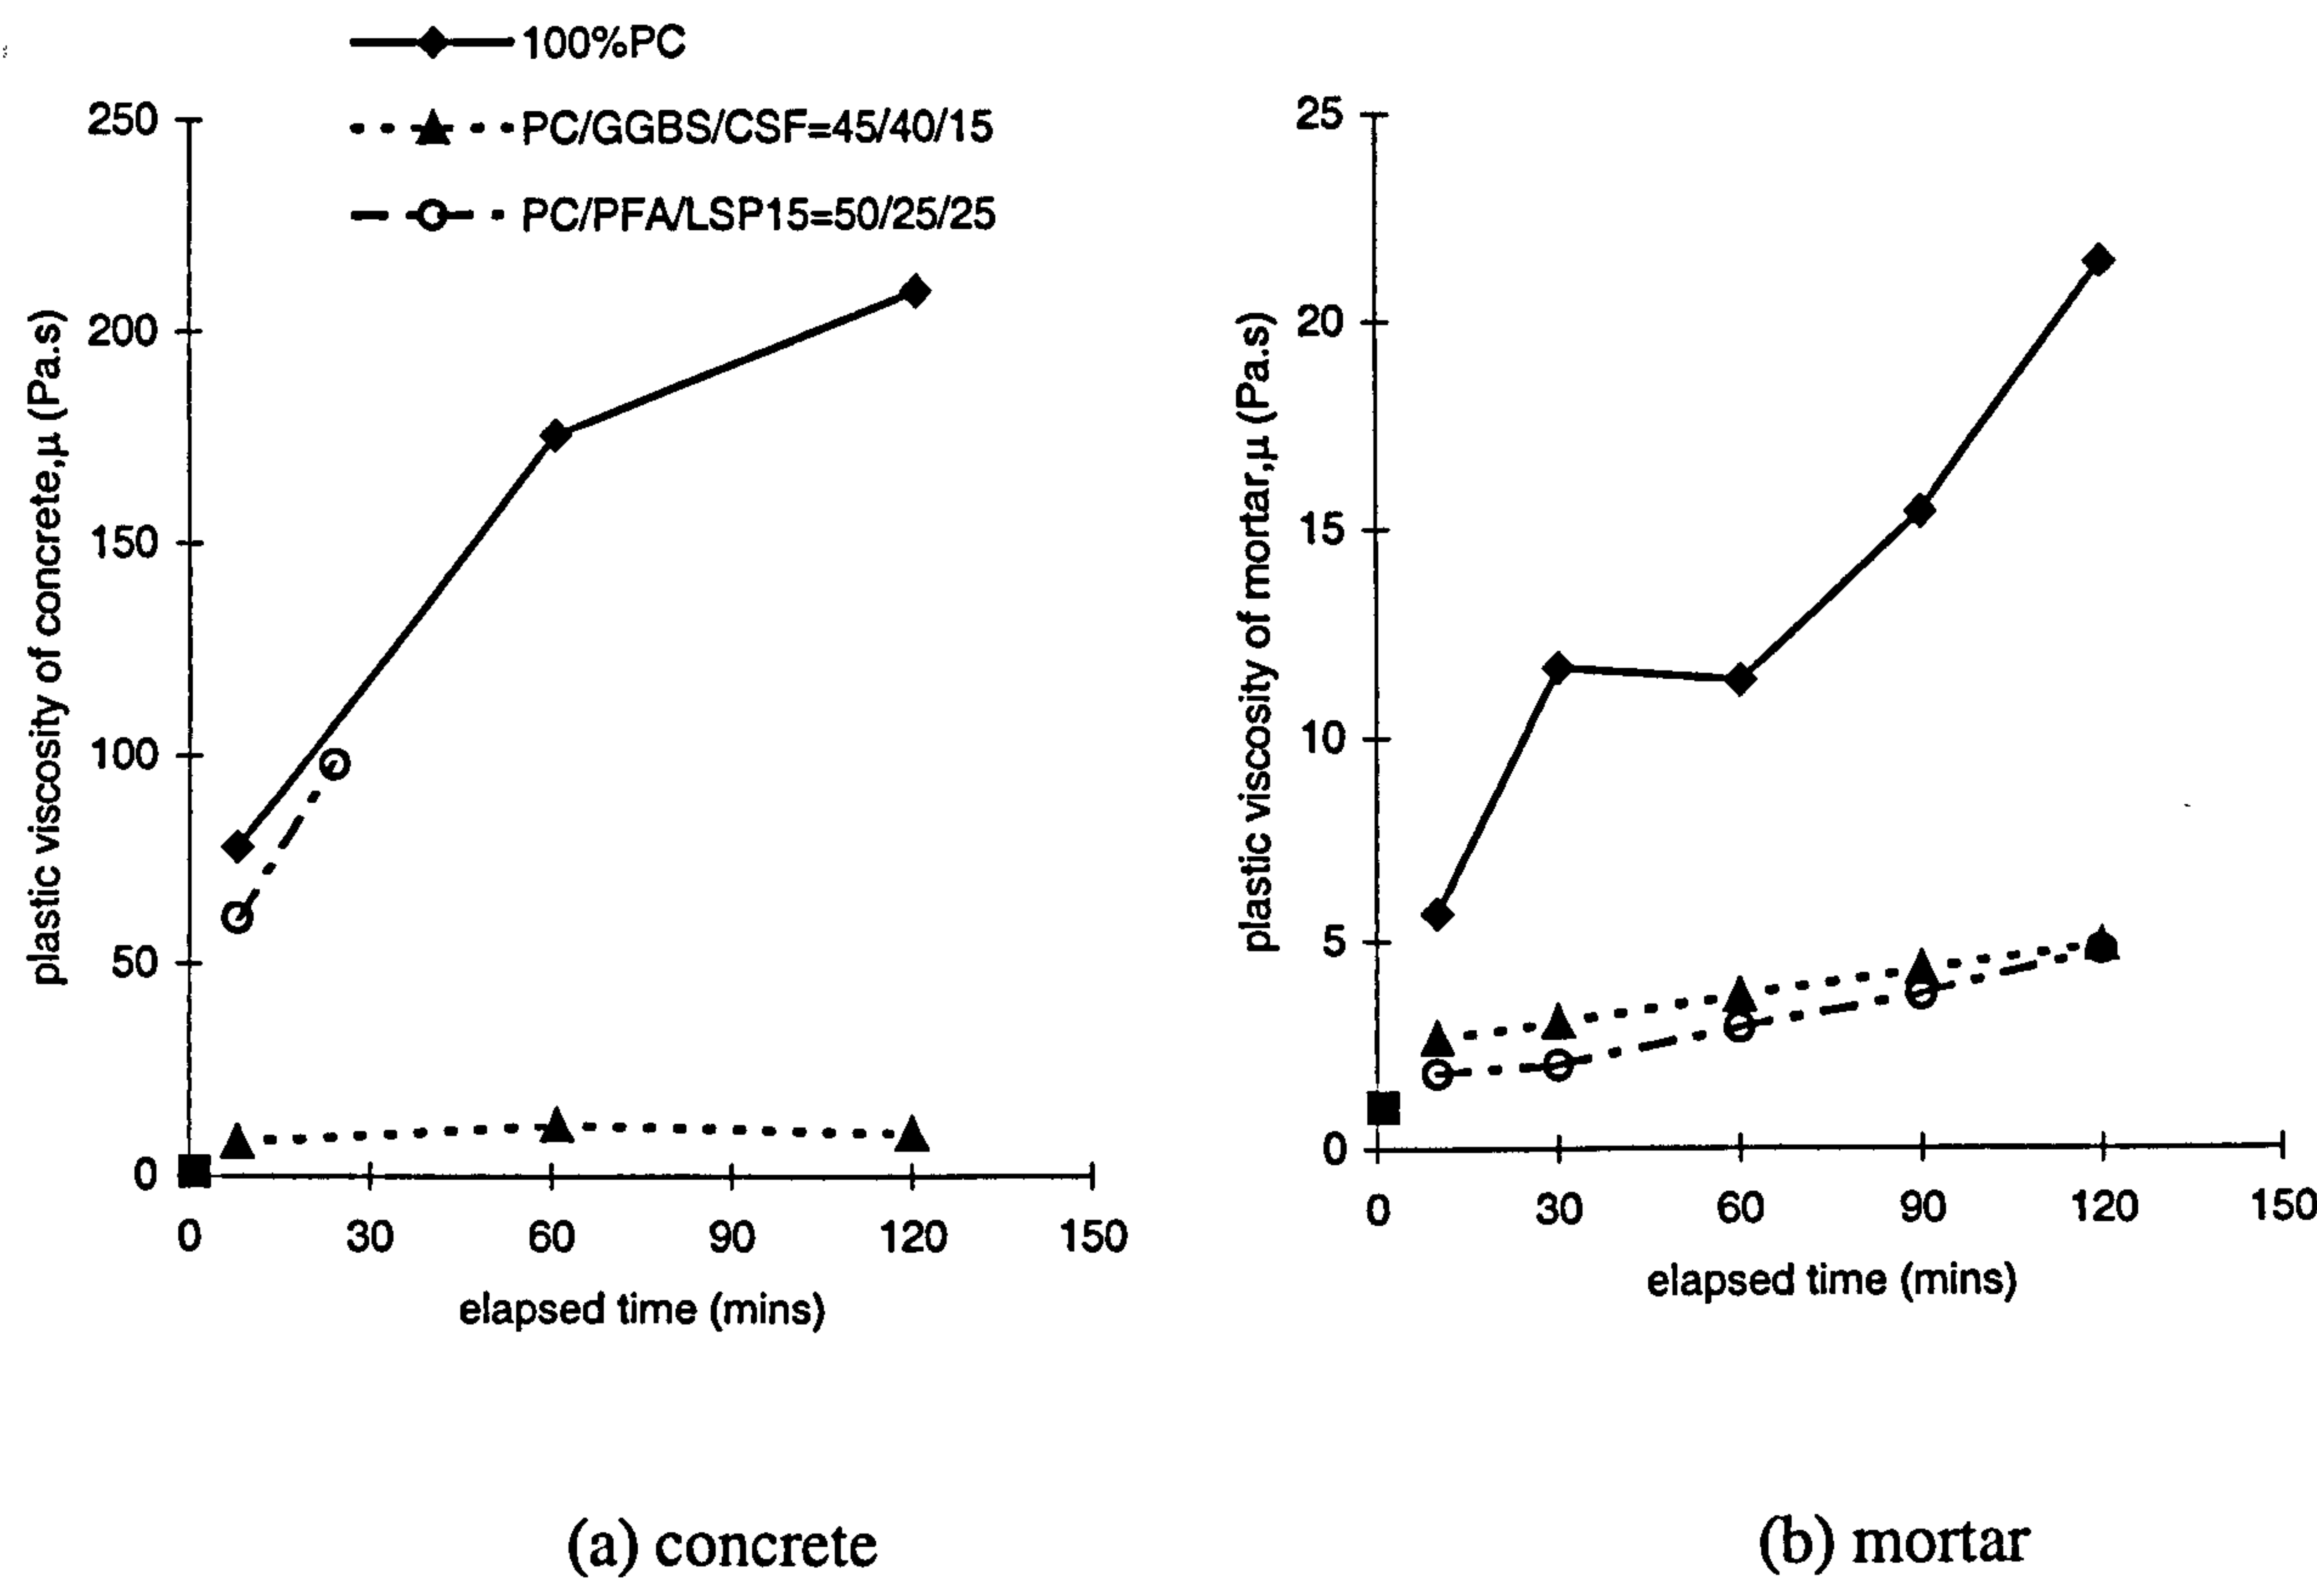 100%PC
PC/GGBS/CSF=45/40/15
PC/PFA/LSP15=50/25/25
250
200
150
100
50
0
plastic viscosity of concrete,μ (Pa.s)
0 30 60 90 120 150
elapsed time (mins)
(a) concrete
25
20
15
10
5
0
plastic viscosity of mortar,μ (Pa.s)
0 30 60 90 120 150
elapsed time (mins)
(b) mortar